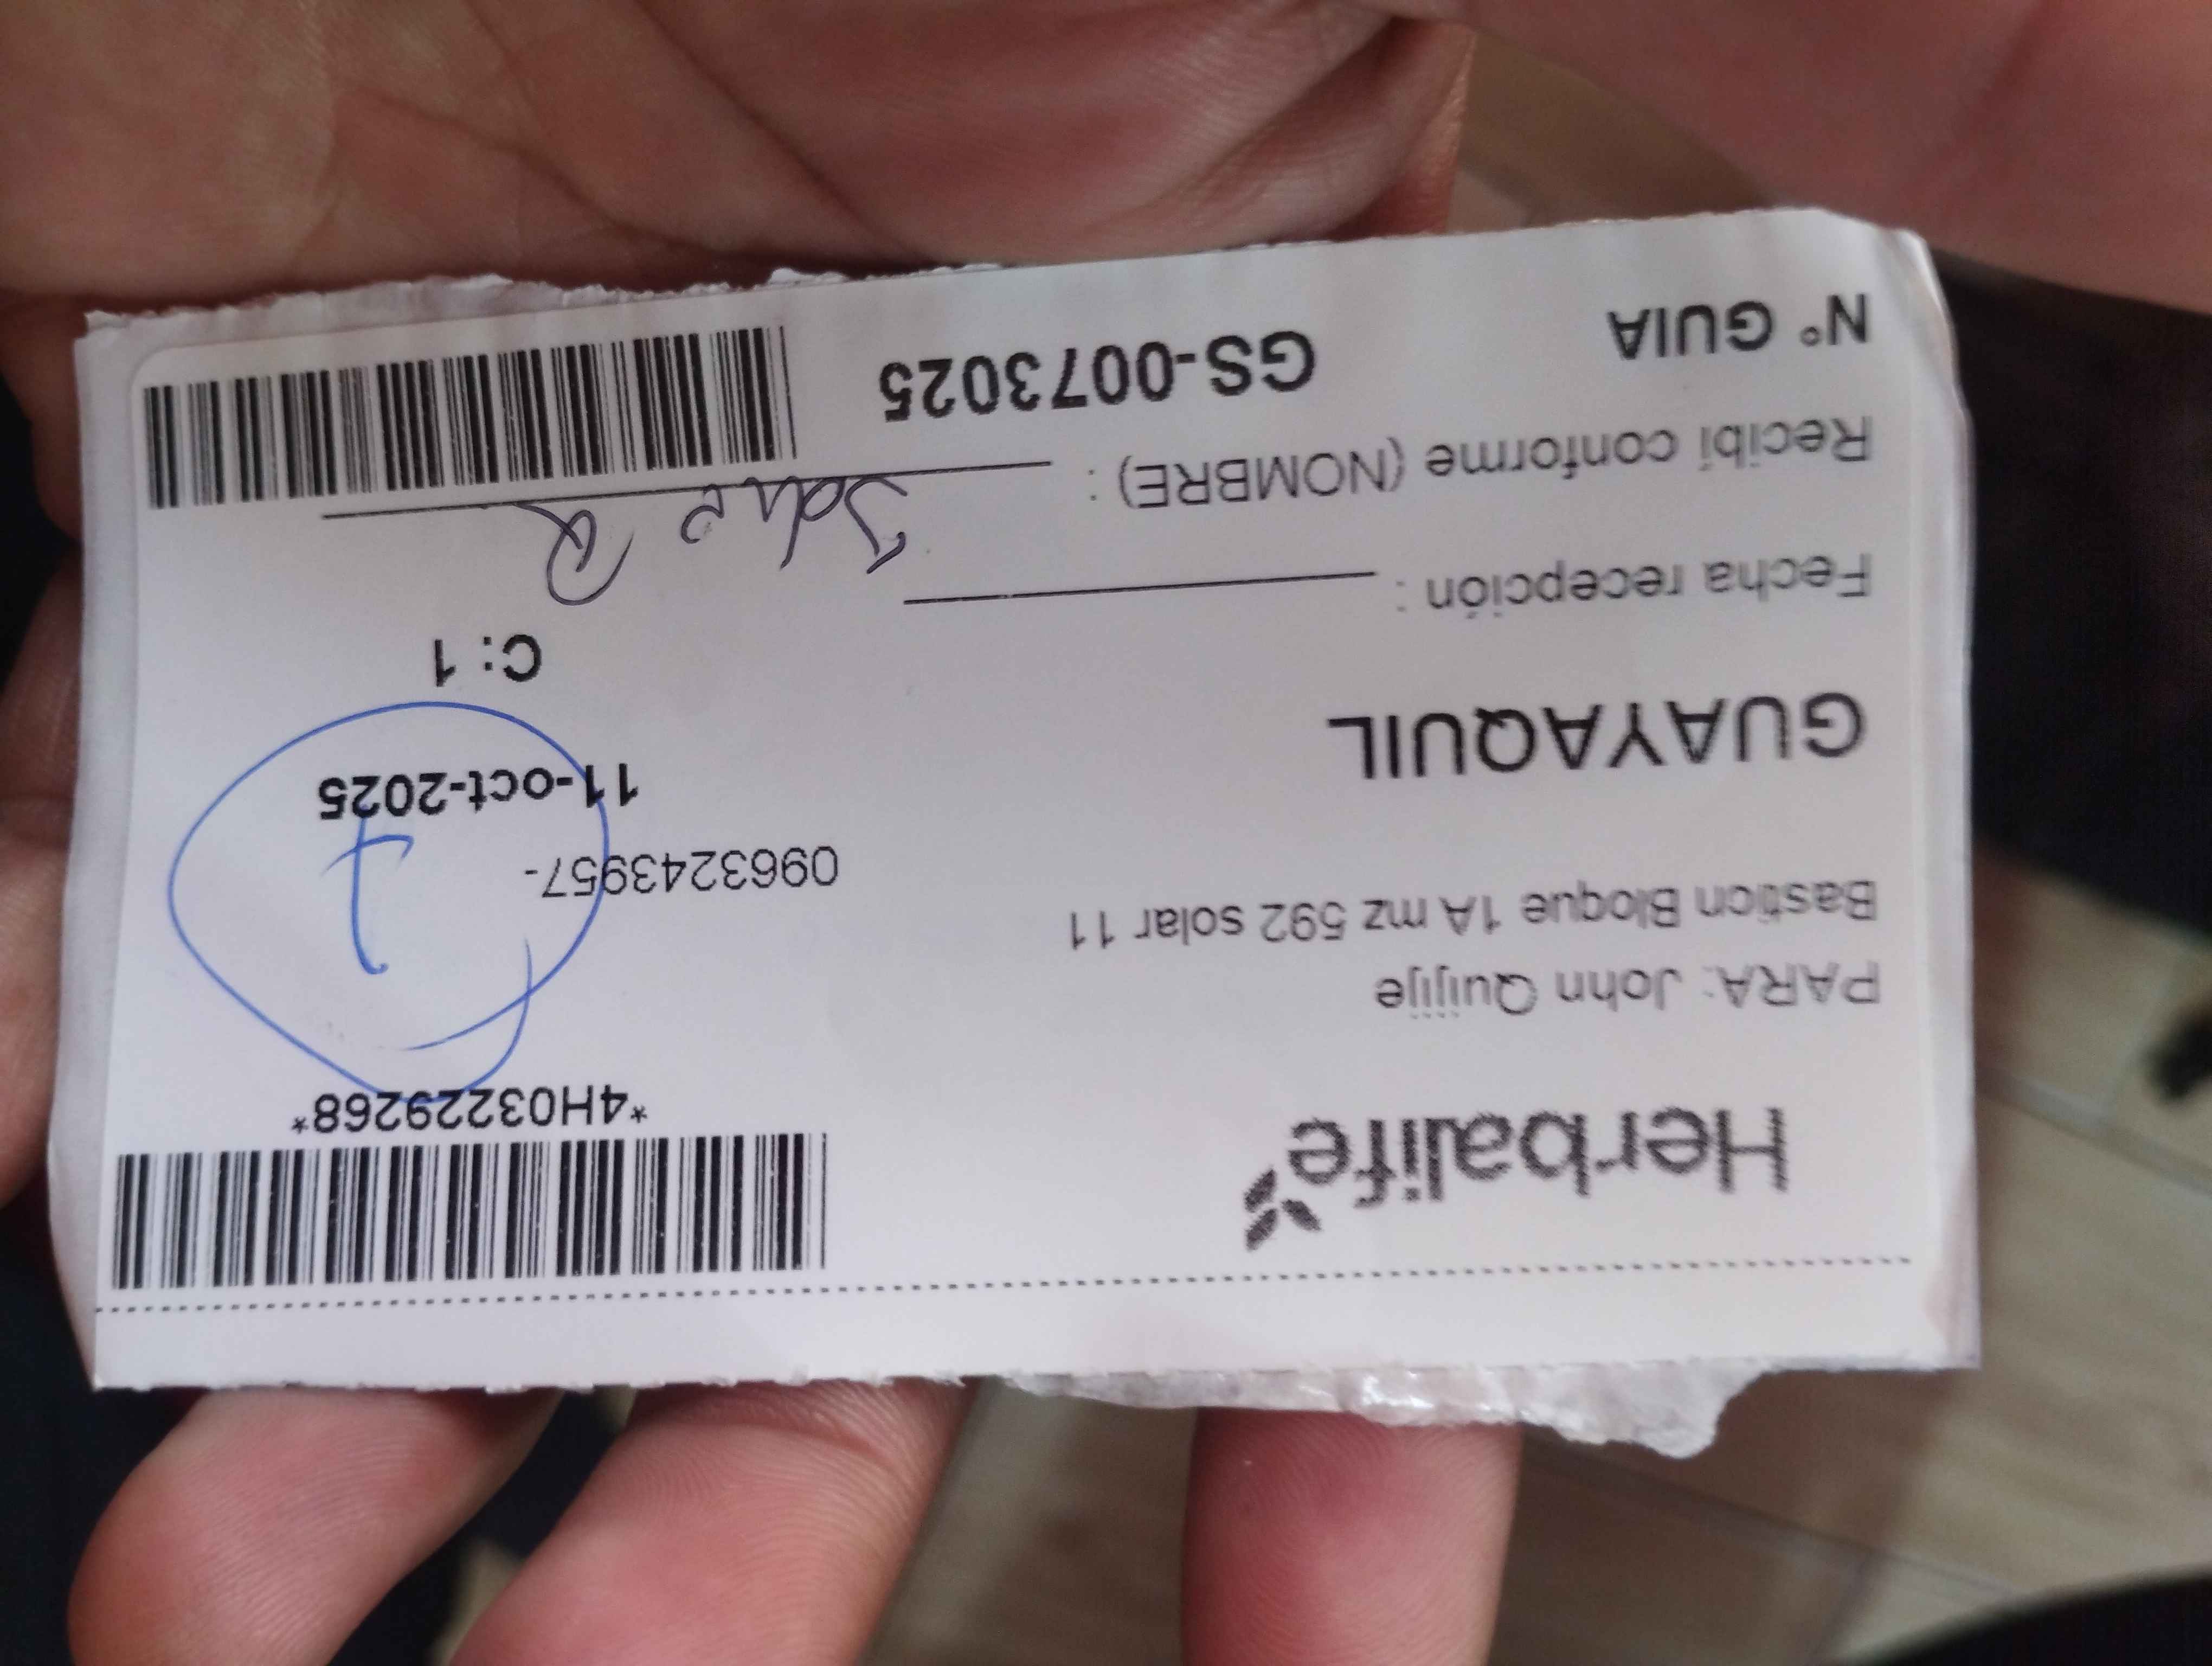 Herbalife
*4H03229268*
PARA: John Quijije
Bastion Bloque 1A mz 592 solar 11
0963243957-
GUAYAQUIL
11-oct-2025
C: 1
Fecha recepción :
Recibí conforme (NOMBRE) :
N° GUIA
GS-0073025